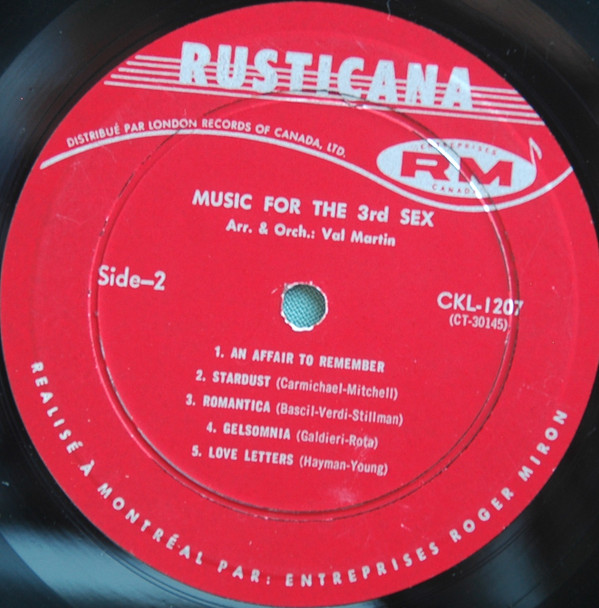 RUSTICANA
DISTRIBUÉ PAR LONDON RECORDS OF CANADA, LTD.
ENTREPRISES
RM
CANADA
MUSIC FOR THE 3rd SEX
Arr. & Orch.: Val Martin
Side-2
CKL-1207
(CT-30145)
1. AN AFFAIR TO REMEMBER
2. STARDUST (Carmichael-Mitchell)
3. ROMANTICA (Bascil-Verdi-Stillman)
4. GELSOMNIA (Galdieri-Rota)
5. LOVE LETTERS (Hayman-Young)
REALISÉ À MONTRÉAL PAR: ENTREPRISES ROGER MIRON